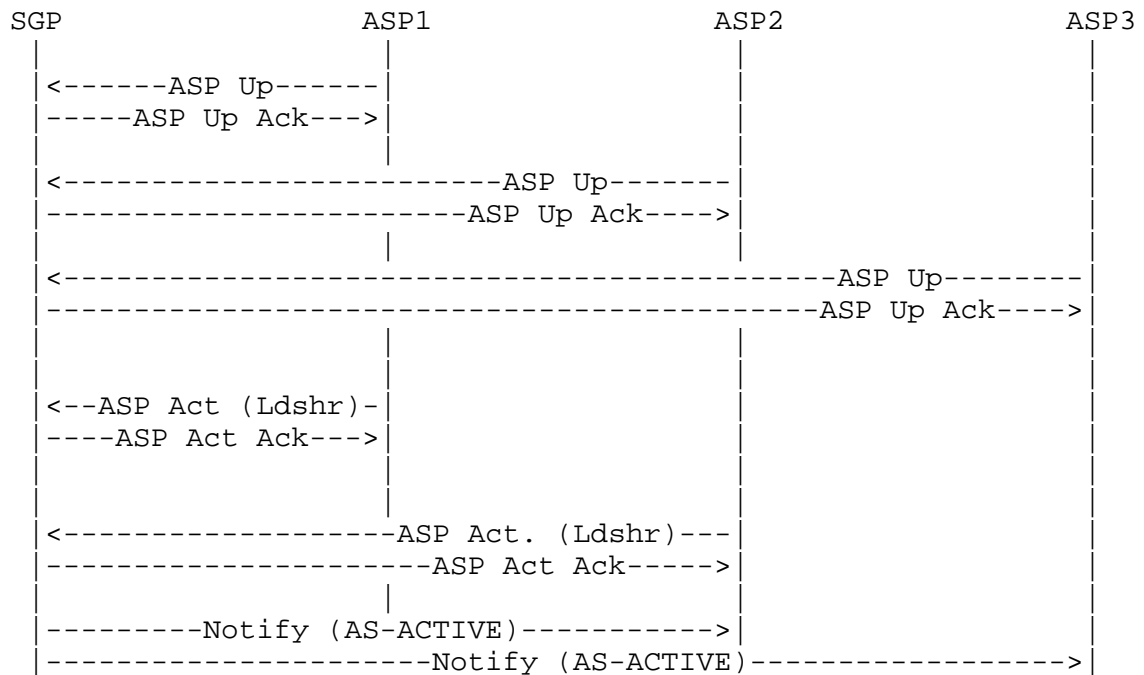 SGP                 ASP1                ASP2                ASP3
 |                   |                   |                   |
 |<------ASP Up------|                   |                   |
 |-----ASP Up Ack--->|                   |                   |
 |                   |                   |                   |
 |<-------------------------ASP Up-------|                   |
 |------------------------ASP Up Ack---->|                   |
 |                   |                   |                   |
 |<--------------------------------------------ASP Up--------|
 |--------------------------------------------ASP Up Ack---->|
 |                   |                   |                   |
 |                   |                   |                   |
 |<--ASP Act (Ldshr)-|                   |                   |
 |----ASP Act Ack--->|                   |                   |
 |                   |                   |                   |
 |                   |                   |                   |
 |<-------------------ASP Act. (Ldshr)---|                   |
 |----------------------ASP Act Ack----->|                   |
 |                   |                   |                   |
 |---------Notify (AS-ACTIVE)----------->|                   |
 |----------------------Notify (AS-ACTIVE)------------------>|